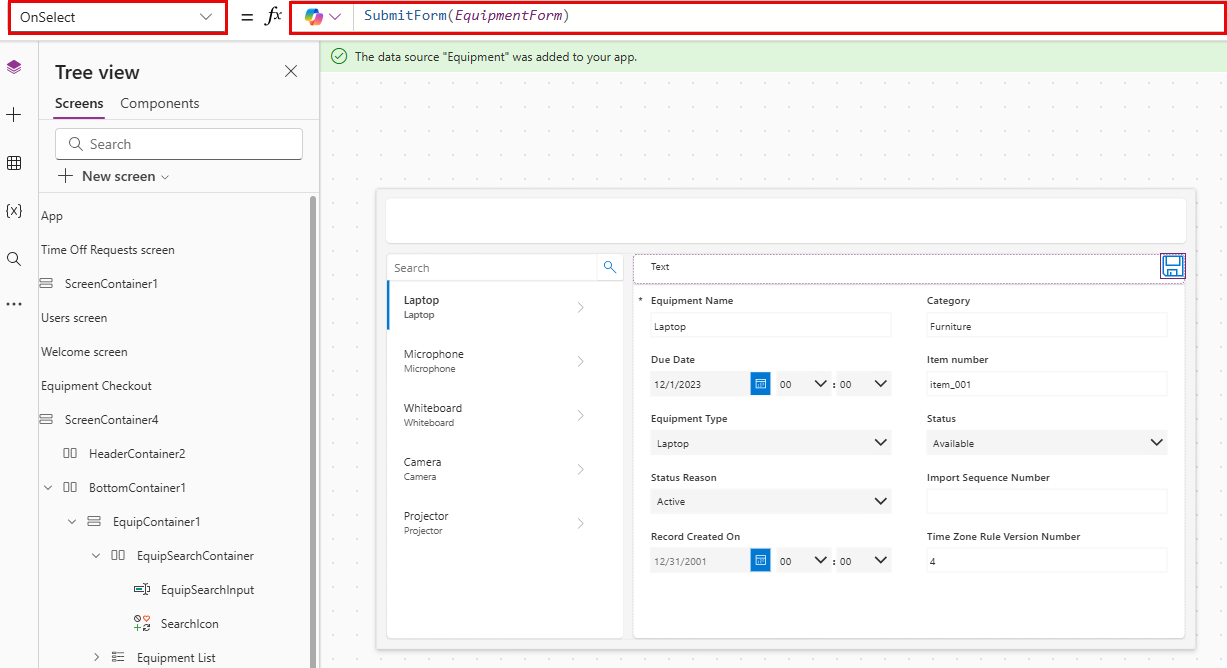 OnSelect = fx SubmitForm(EquipmentForm)
The data source "Equipment" was added to your app.
Tree view
Screens Components
Search
New screen
App
Time Off Requests screen
ScreenContainer1
Users screen
Welcome screen
Equipment Checkout
ScreenContainer4
HeaderContainer2
BottomContainer1
EquipContainer1
EquipSearchContainer
EquipSearchInput
SearchIcon
Equipment List
{x}
Search
Laptop
Laptop
Microphone
Microphone
Whiteboard
Whiteboard
Camera
Camera
Projector
Projector
Text
* Equipment Name Category
Laptop Furniture
Due Date Item number
12/1/2023 00 : 00 item_001
Equipment Type Status
Laptop Available
Status Reason Import Sequence Number
Active
Record Created On Time Zone Rule Version Number
12/31/2001 00 : 00 4